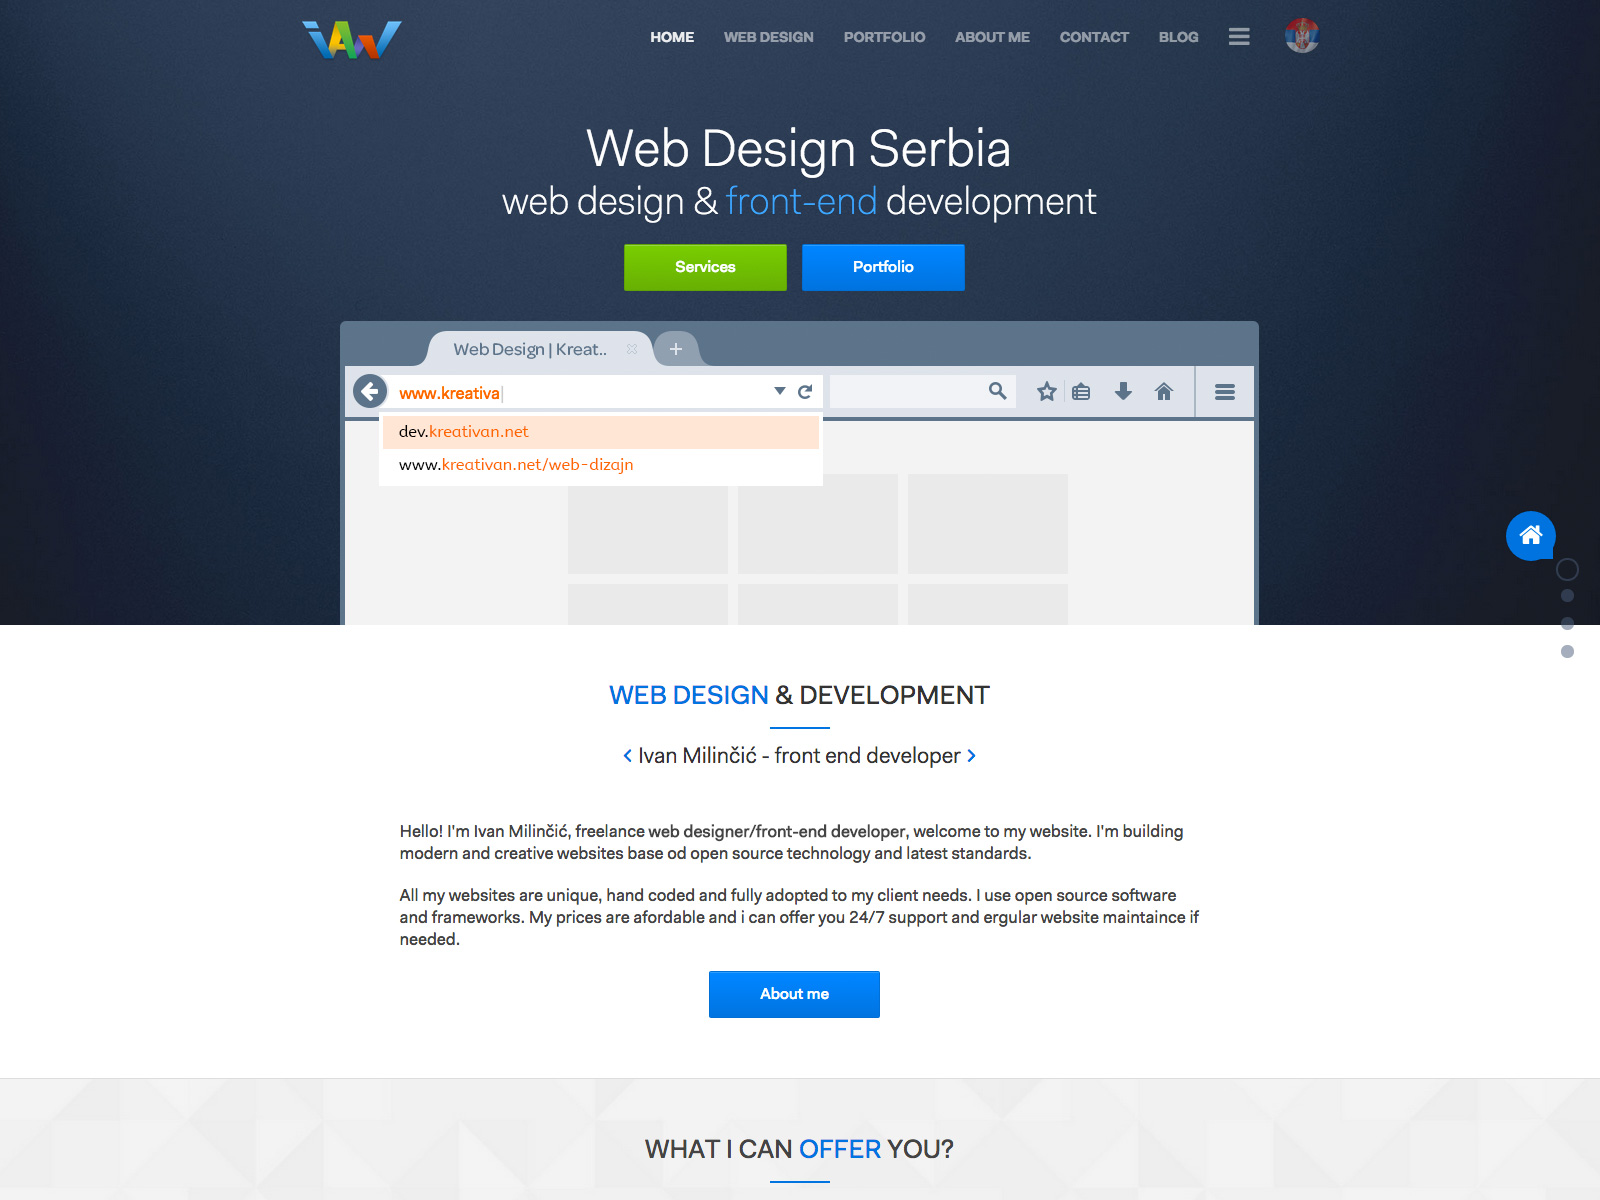 iVAN
HOME WEB DESIGN PORTFOLIO ABOUT ME CONTACT BLOG
Web Design Serbia
web design & front-end development
Services Portfolio
Web Design | Kreat..
www.kreativa
dev.kreativan.net
www.kreativan.net/web-dizajn
WEB DESIGN & DEVELOPMENT
Ivan Milinčić - front end developer
Hello! I'm Ivan Milinčić, freelance web designer/front-end developer, welcome to my website. I'm building
modern and creative websites base od open source technology and latest standards.
All my websites are unique, hand coded and fully adopted to my client needs. I use open source software
and frameworks. My prices are afordable and i can offer you 24/7 support and ergular website maintaince if
needed.
About me
WHAT I CAN OFFER YOU?